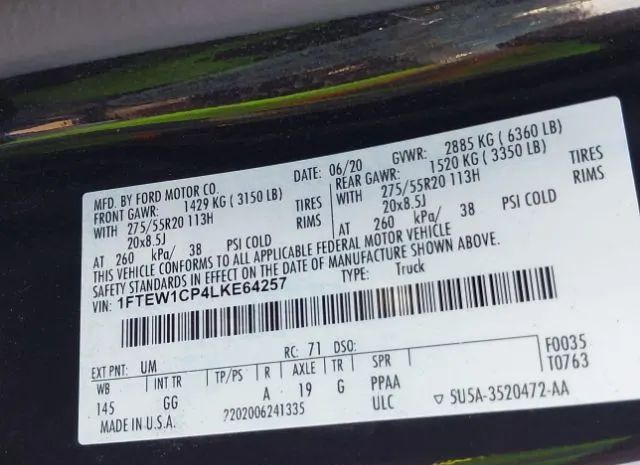 MFD. BY FORD MOTOR CO.
DATE: 06/20 GVWR: 2885 KG ( 6360 LB)
FRONT GAWR: 1429 KG ( 3150 LB)
REAR GAWR: 1520 KG ( 3350 LB)
WITH 275/55R20 113H TIRES
WITH 275/55R20 113H TIRES
20x8.5J RIMS
20x8.5J RIMS
AT 260 kPa/ 38 PSI COLD
AT 260 kPa/ 38 PSI COLD
THIS VEHICLE CONFORMS TO ALL APPLICABLE FEDERAL MOTOR VEHICLE
SAFETY STANDARDS IN EFFECT ON THE DATE OF MANUFACTURE SHOWN ABOVE.
VIN: 1FTEW1CP4LKE64257 TYPE: Truck
F0035
T0763
EXT PNT: UM RC: 71 DSO:
WB INT TR TP/PS R AXLE TR SPR
145 GG A 19 G PPAA
MADE IN U.S.A. 7202006241335 ULC ▽ SU5A-3520472-AA